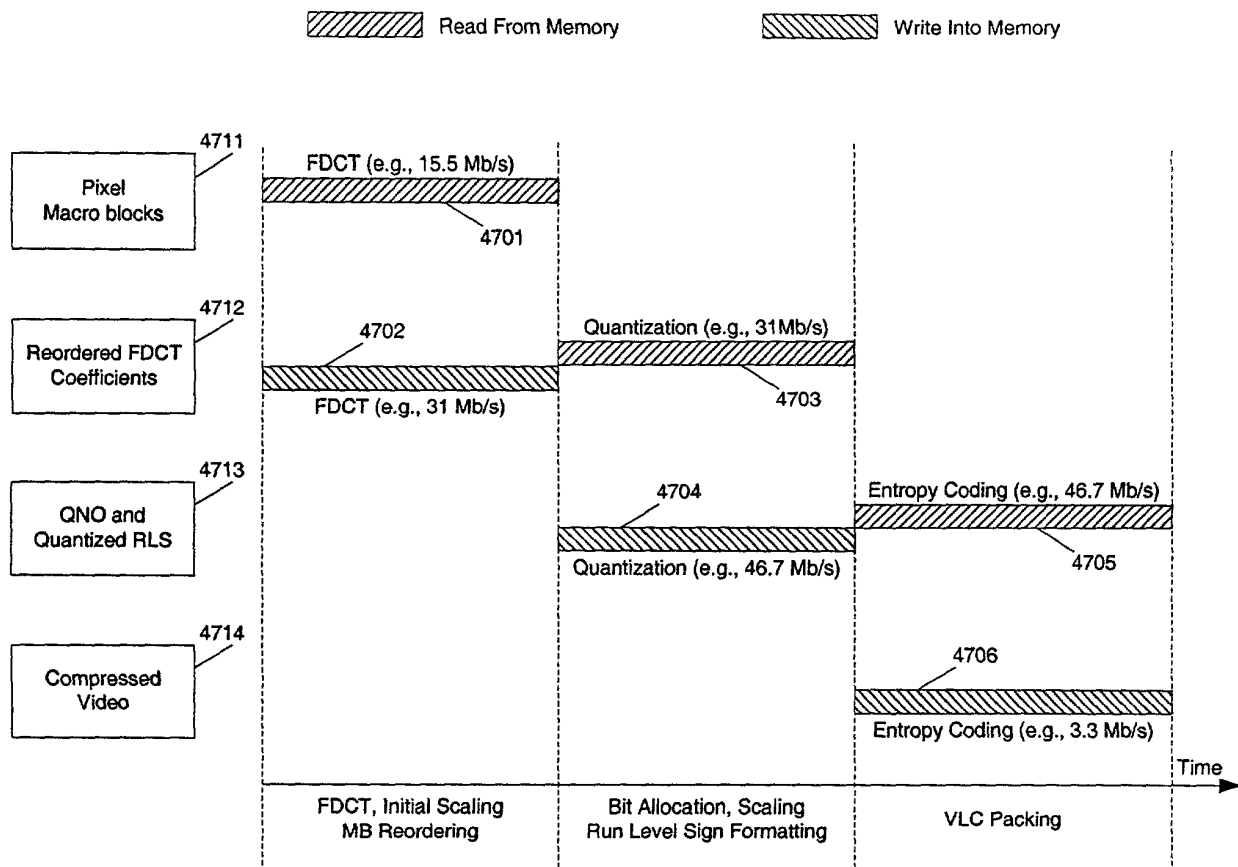 Read From Memory
Write Into Memory
4711
Pixel
Macro blocks
FDCT (e.g., 15.5 Mb/s)
4701
4712
Reordered FDCT
Coefficients
4702
FDCT (e.g., 31 Mb/s)
Quantization (e.g., 31Mb/s)
4703
4713
QNO and
Quantized RLS
4704
Quantization (e.g., 46.7 Mb/s)
Entropy Coding (e.g., 46.7 Mb/s)
4705
4714
Compressed
Video
4706
Entropy Coding (e.g., 3.3 Mb/s)
Time
FDCT, Initial Scaling
MB Reordering
Bit Allocation, Scaling
Run Level Sign Formatting
VLC Packing